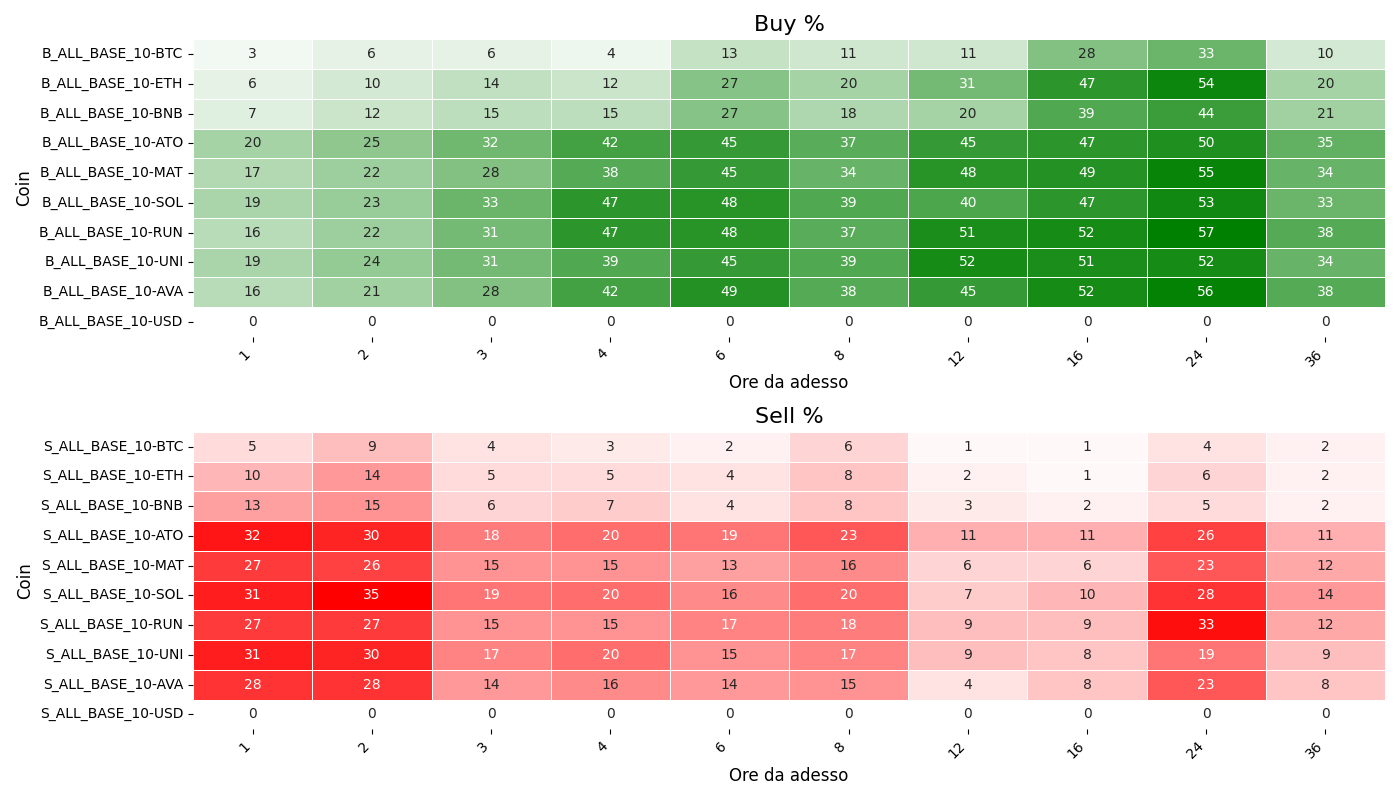 Buy %
Coin
B_ALL_BASE_10-BTC 3 6 6 4 13 11 11 28 33 10
B_ALL_BASE_10-ETH 6 10 14 12 27 20 31 47 54 20
B_ALL_BASE_10-BNB 7 12 15 15 27 18 20 39 44 21
B_ALL_BASE_10-ATO 20 25 32 42 45 37 45 47 50 35
B_ALL_BASE_10-MAT 17 22 28 38 45 34 48 49 55 34
B_ALL_BASE_10-SOL 19 23 33 47 48 39 40 47 53 33
B_ALL_BASE_10-RUN 16 22 31 47 48 37 51 52 57 38
B_ALL_BASE_10-UNI 19 24 31 39 45 39 52 51 52 34
B_ALL_BASE_10-AVA 16 21 28 42 49 38 45 52 56 38
B_ALL_BASE_10-USD 0 0 0 0 0 0 0 0 0 0
1 2 3 4 6 8 12 16 24 36
Ore da adesso
Sell %
Coin
S_ALL_BASE_10-BTC 5 9 4 3 2 6 1 1 4 2
S_ALL_BASE_10-ETH 10 14 5 5 4 8 2 1 6 2
S_ALL_BASE_10-BNB 13 15 6 7 4 8 3 2 5 2
S_ALL_BASE_10-ATO 32 30 18 20 19 23 11 11 26 11
S_ALL_BASE_10-MAT 27 26 15 15 13 16 6 6 23 12
S_ALL_BASE_10-SOL 31 35 19 20 16 20 7 10 28 14
S_ALL_BASE_10-RUN 27 27 15 15 17 18 9 9 33 12
S_ALL_BASE_10-UNI 31 30 17 20 15 17 9 8 19 9
S_ALL_BASE_10-AVA 28 28 14 16 14 15 4 8 23 8
S_ALL_BASE_10-USD 0 0 0 0 0 0 0 0 0 0
1 2 3 4 6 8 12 16 24 36
Ore da adesso